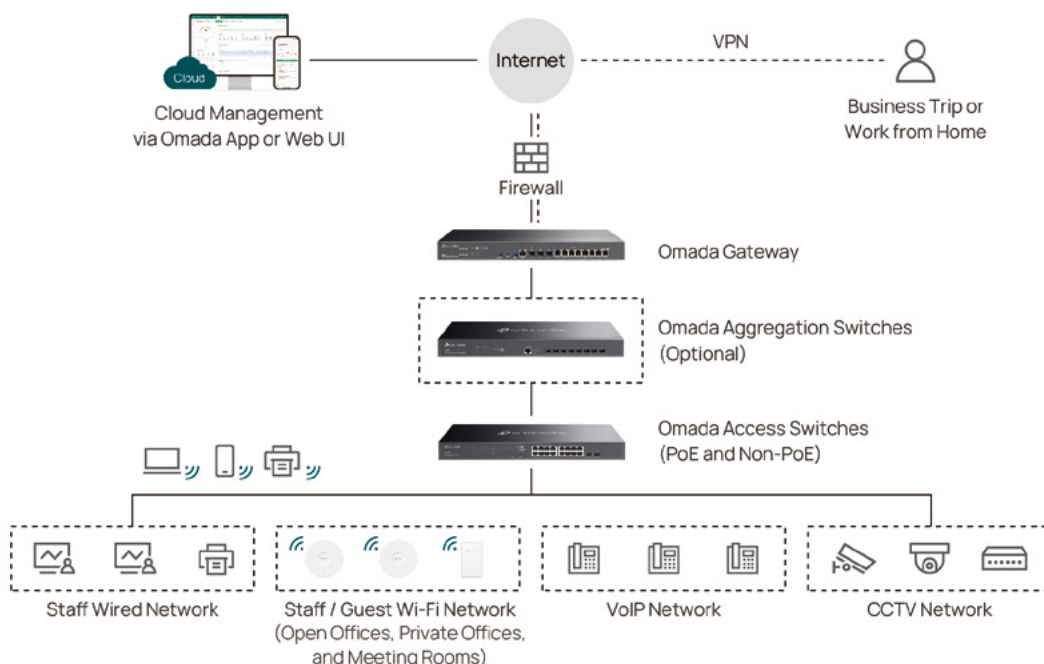 Internet
VPN
Cloud
Cloud Management
via Omada App or Web UI
Business Trip or
Work from Home
Firewall
Omada Gateway
Omada Aggregation Switches
(Optional)
Omada Access Switches
(PoE and Non-PoE)
Staff Wired Network
Staff / Guest Wi-Fi Network
(Open Offices, Private Offices,
and Meeting Rooms)
VoIP Network
CCTV Network